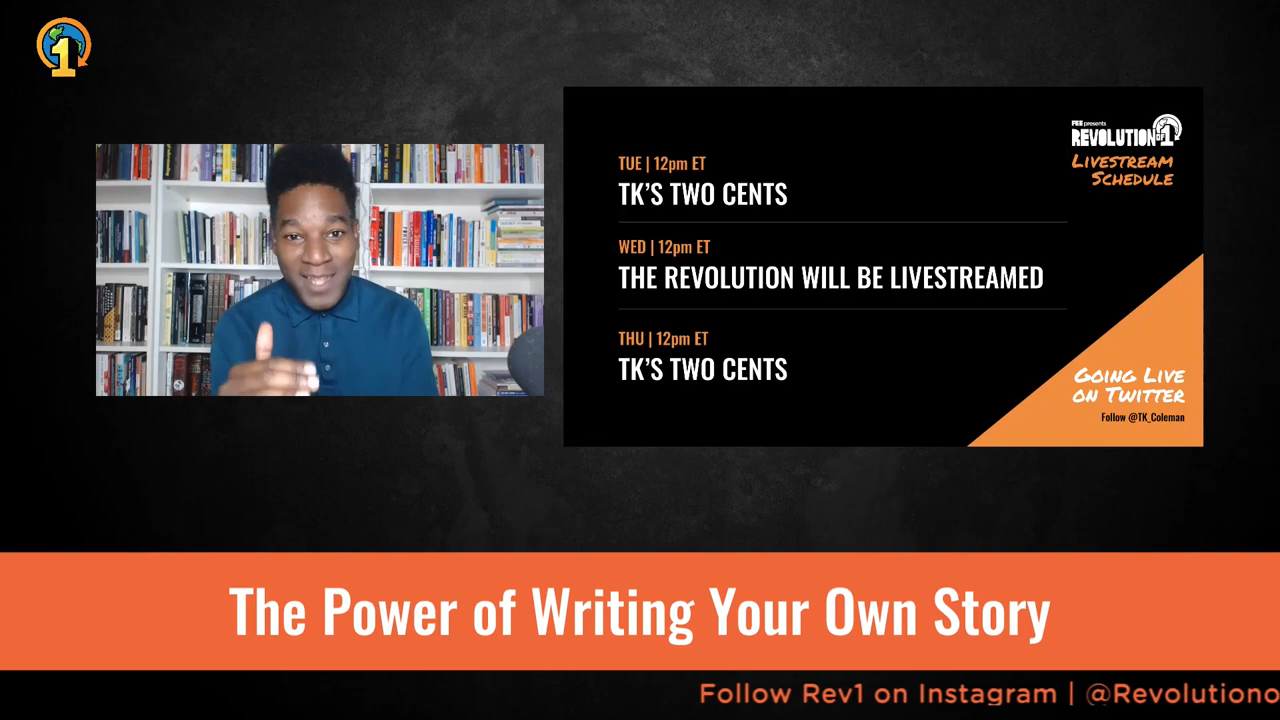 1
FEE presents
REVOLUTION OF 1
LIVESTREAM
SCHEDULE
TUE | 12pm ET
TK'S TWO CENTS
WED | 12pm ET
THE REVOLUTION WILL BE LIVESTREAMED
THU | 12pm ET
TK'S TWO CENTS
GOING LIVE
ON TWITTER
Follow @TK_Coleman
The Power of Writing Your Own Story
Follow Rev1 on Instagram | @Revolutiono